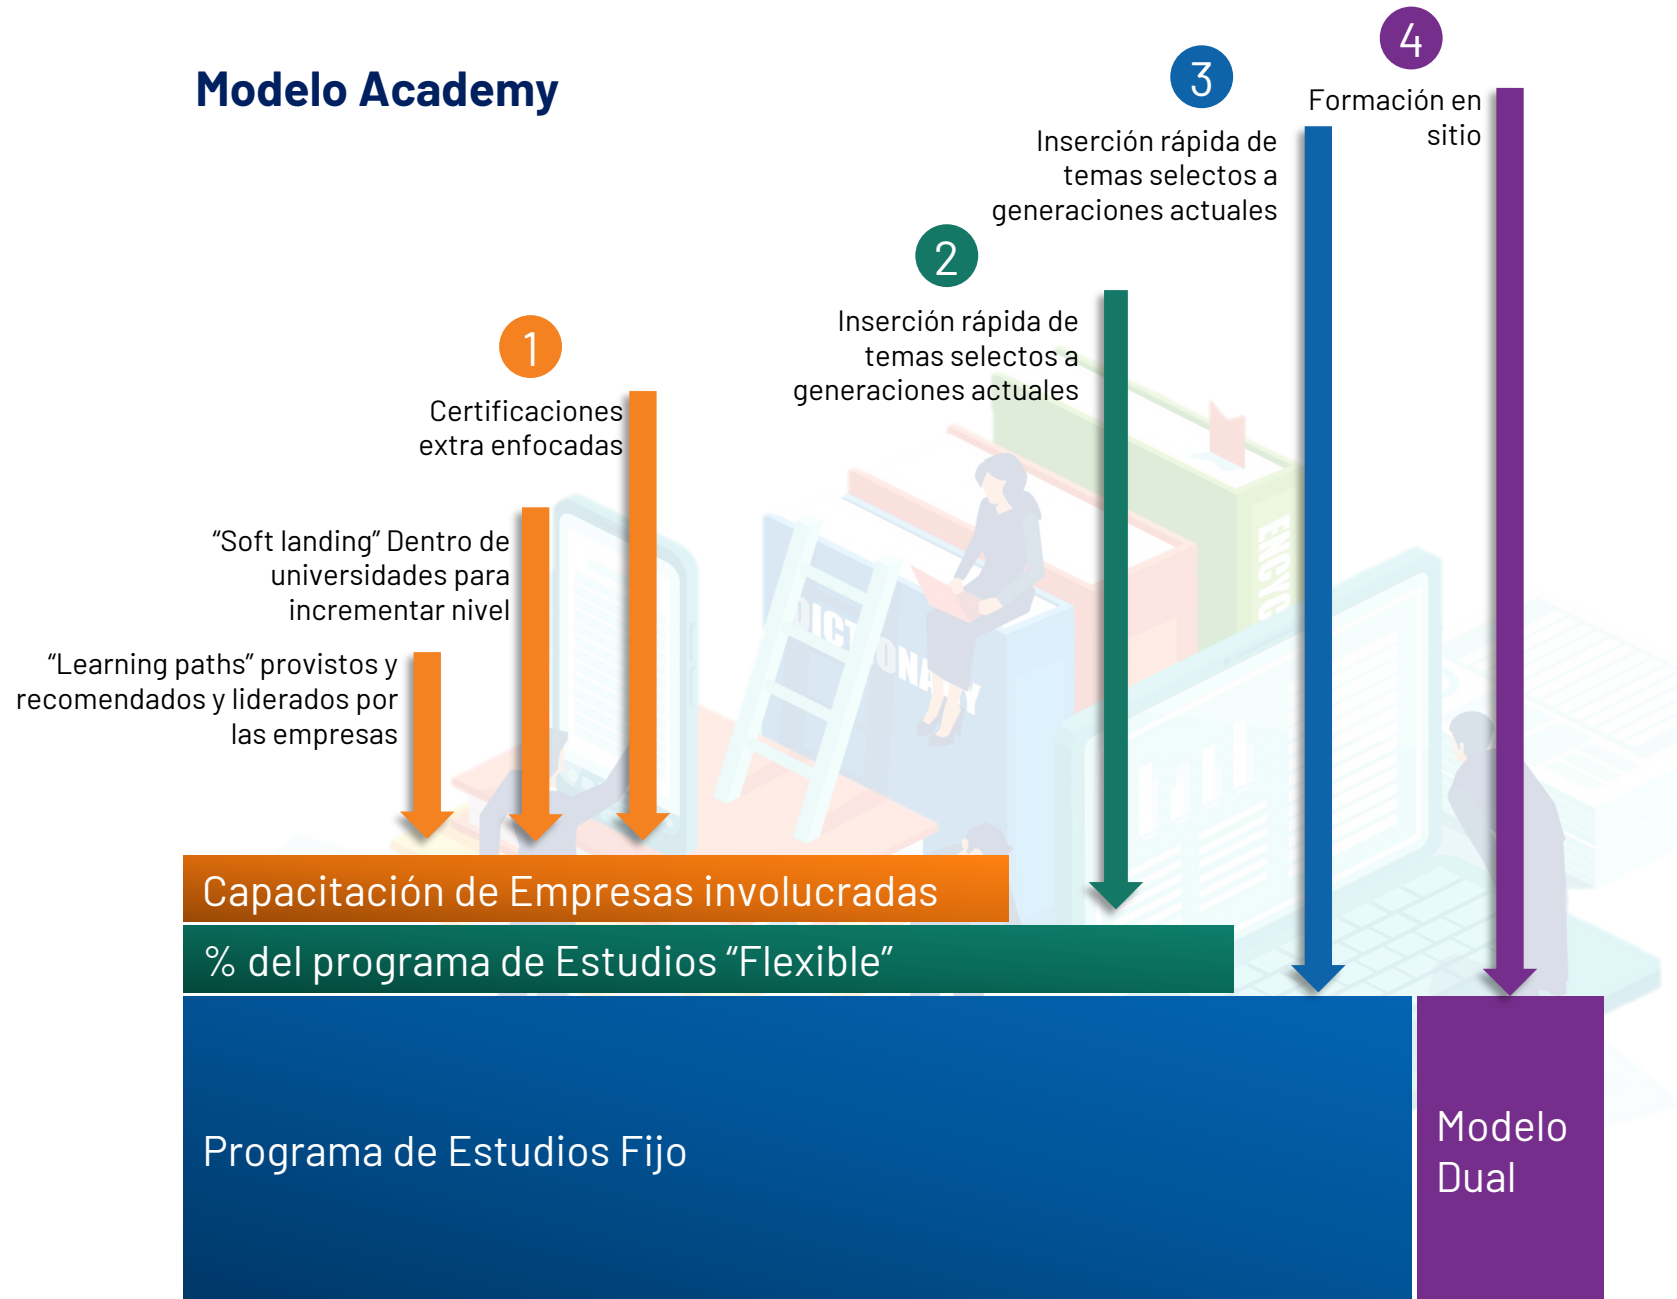 Modelo Academy
4
Formación en
sitio
3
Inserción rápida de
temas selectos a
generaciones actuales
2
Inserción rápida de
temas selectos a
generaciones actuales
1
Certificaciones
extra enfocadas
“Soft landing” Dentro de
universidades para
incrementar nivel
“Learning paths” provistos y
recomendados y liderados por
las empresas
DICTIONARY
Capacitación de Empresas involucradas
% del programa de Estudios “Flexible”
Programa de Estudios Fijo
Modelo
Dual